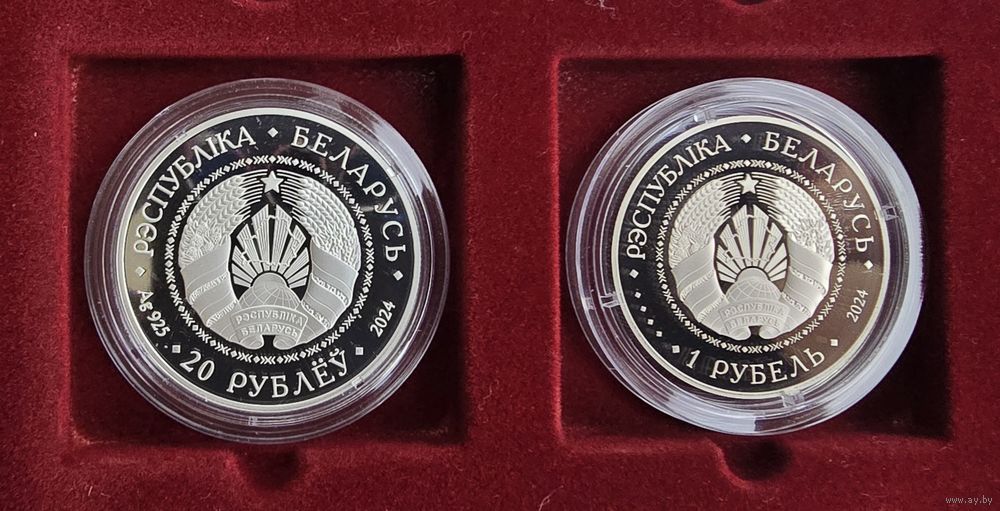 РЭСПУБЛІКА · БЕЛАРУСЬ
РЭСПУБЛІКА
БЕЛАРУСЬ
Ag 925
20 РУБЛЁЎ
2024
РЭСПУБЛІКА · БЕЛАРУСЬ
РЭСПУБЛІКА
БЕЛАРУСЬ
1 РУБЕЛЬ
2024
www.ay.by